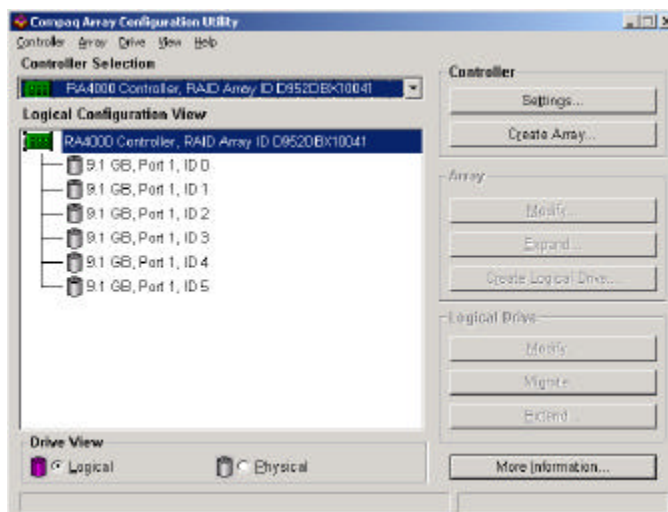 Compaq Array Configuration Utility
Controller Array Drive View Help
Controller Selection
RA4000 Controller, RAID Array ID D952DBX10041
Logical Configuration View
RA4000 Controller, RAID Array ID D952DBX10041
9.1 GB, Port 1, ID 0
9.1 GB, Port 1, ID 1
9.1 GB, Port 1, ID 2
9.1 GB, Port 1, ID 3
9.1 GB, Port 1, ID 4
9.1 GB, Port 1, ID 5
Drive View
Logical
Physical
Controller
Settings...
Create Array...
Array
Modify...
Expand...
Create Logical Drive...
Logical Drive
Modify...
Migrate...
Extend...
More Information...